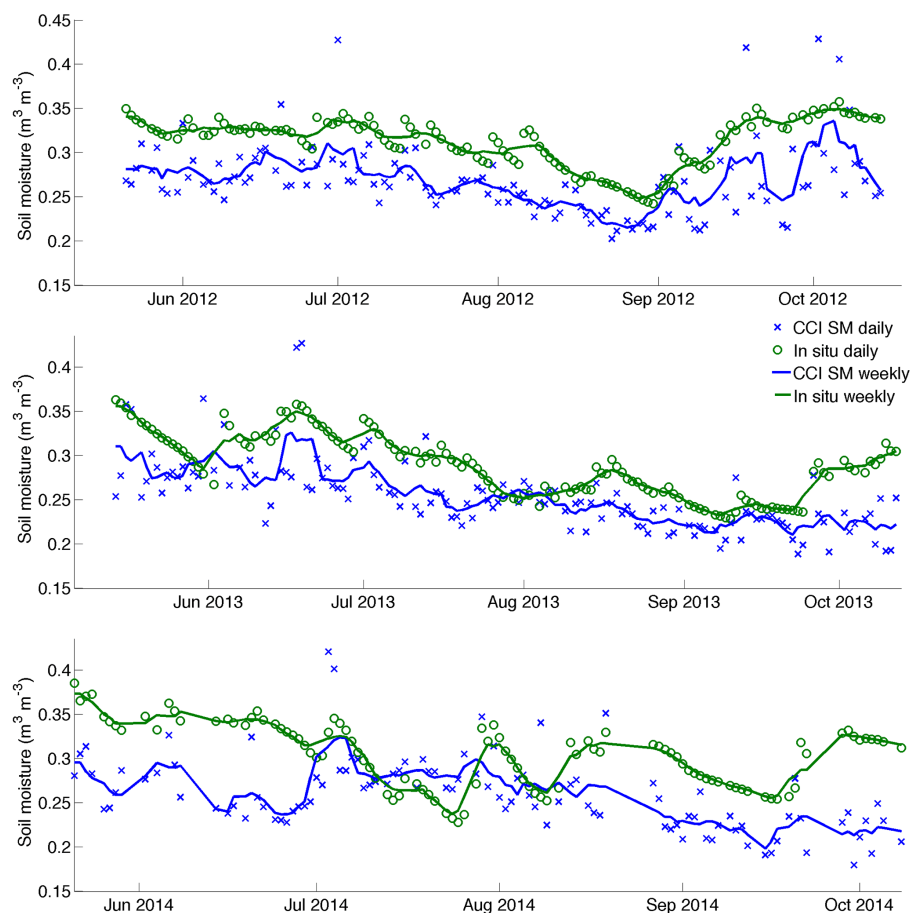 0.45
0.4
0.35
0.3
0.25
0.2
0.15
Soil moisture (m³ m⁻³)
Jun 2012 Jul 2012 Aug 2012 Sep 2012 Oct 2012
CCI SM daily
In situ daily
CCI SM weekly
In situ weekly
0.4
0.35
0.3
0.25
0.2
0.15
Soil moisture (m³ m⁻³)
Jun 2013 Jul 2013 Aug 2013 Sep 2013 Oct 2013
0.4
0.35
0.3
0.25
0.2
0.15
Soil moisture (m³ m⁻³)
Jun 2014 Jul 2014 Aug 2014 Sep 2014 Oct 2014